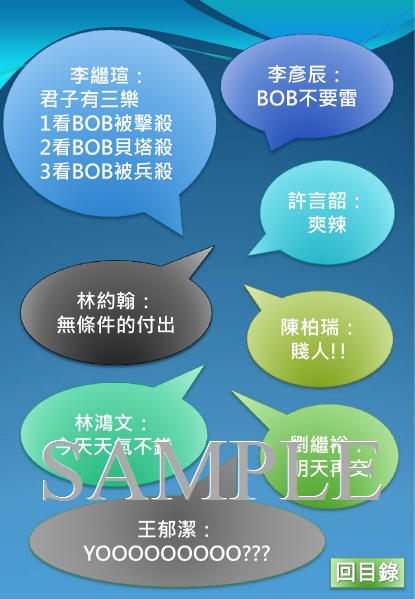 李繼瑄：
君子有三樂
1看BOB被擊殺
2看BOB貝塔殺
3看BOB被兵殺
李彥辰：
BOB不要雷
許言韶：
爽辣
林約翰：
無條件的付出
陳柏瑞：
賤人!!
林鴻文：
今天天氣不錯
劉繼裕：
明天再交
SAMPLE
王郁潔：
YOOOOOOOOO???
回目錄